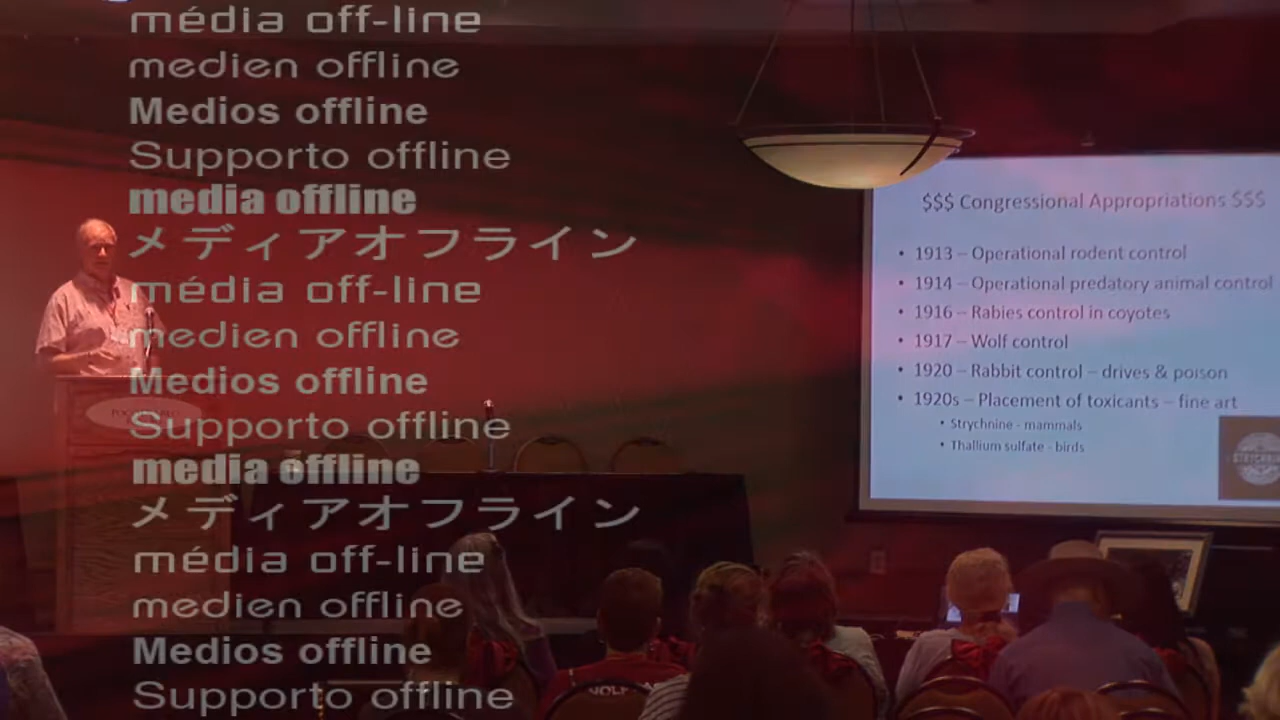 média off-line
medien offline
Medios offline
Supporto offline
media offline
メディアオフライン
média off-line
medien offline
Medios offline
Supporto offline
media offline
メディアオフライン
média off-line
medien offline
Medios offline
Supporto offline
$$$ Congressional Appropriations $$$
• 1913 – Operational rodent control
• 1914 – Operational predatory animal control
• 1916 – Rabies control in coyotes
• 1917 – Wolf control
• 1920 – Rabbit control – drives & poison
• 1920s – Placement of toxicants – fine art
• Strychnine - mammals
• Thallium sulfate - birds